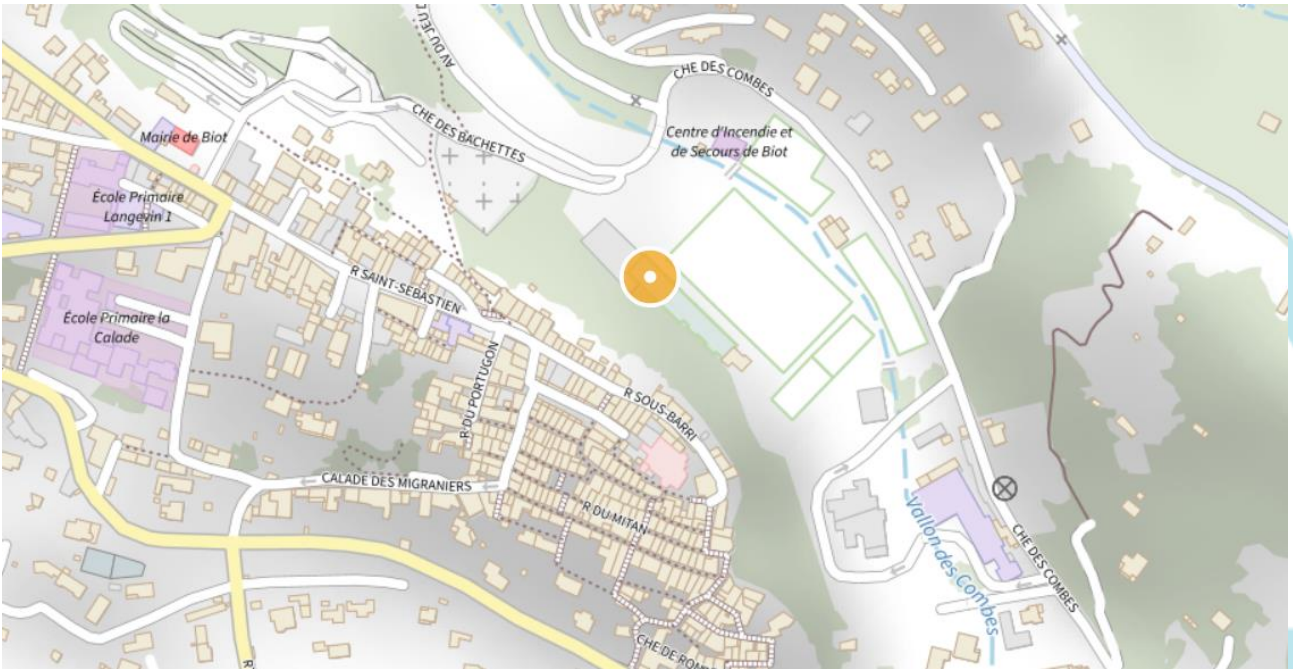 AV DU JEU D
CHE DES COMBES
CHE DES BACHETTES
Centre d'Incendie et
de Secours de Biot
Mairie de Biot
École Primaire
Langevin 1
R SAINT-SEBASTIEN
École Primaire la
Calade
R DU PORTUGON
R SOUS-BARRI
CALADE DES MIGRANIERS
R DU MITAN
Vallon des Combes
CHE DES COMBES
CHE DE ROM
R